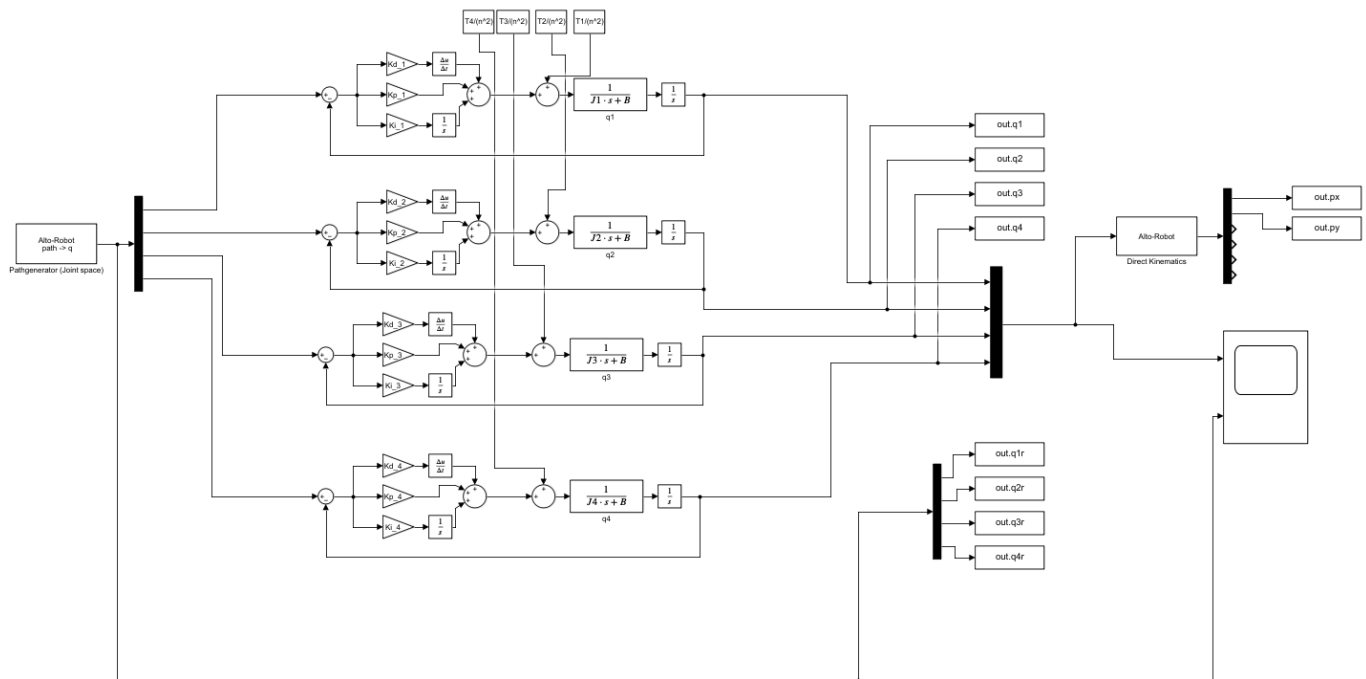 T4/(n^2) T3/(n^2) T2/(n^2) T1/(n^2)
Kd_1 Δu/Δt
Kp_1
Ki_1 1/s
1/(J1 · s + B) 1/s
q1
Kd_2 Δu/Δt
Kp_2
Ki_2 1/s
1/(J2 · s + B) 1/s
q2
Kd_3 Δu/Δt
Kp_3
Ki_3 1/s
1/(J3 · s + B) 1/s
q3
Kd_4 Δu/Δt
Kp_4
Ki_4 1/s
1/(J4 · s + B) 1/s
q4
Alto-Robot
path -> q
Pathgenerator (Joint space)
out.q1
out.q2
out.q3
out.q4
Alto-Robot
Direct Kinematics
out.px
out.py
out.q1r
out.q2r
out.q3r
out.q4r